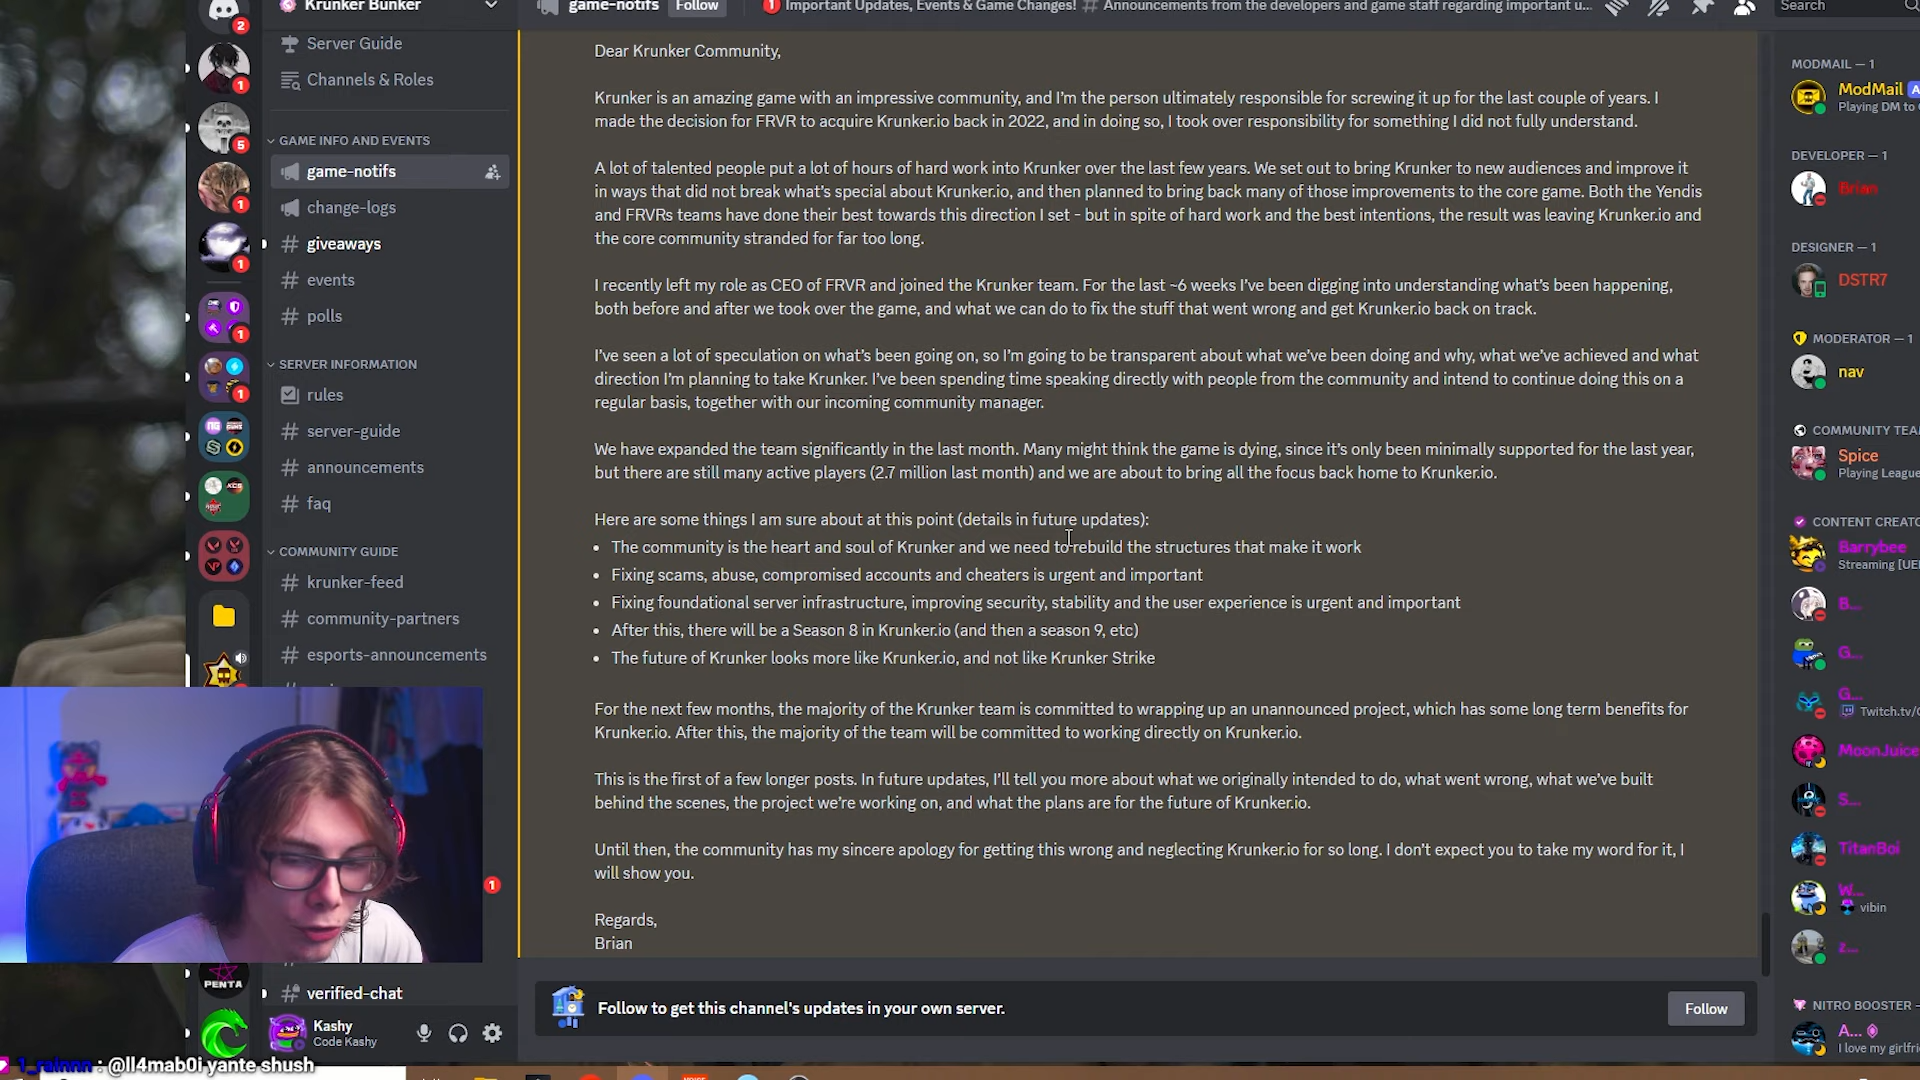 Krunker Bunker
game-notifs
Follow
1
Important Updates, Events & Game Changes!
Announcements from the developers and game staff regarding important u...
Search
2
1
5
1
1
1
1
Server Guide
Channels & Roles
GAME INFO AND EVENTS
game-notifs
change-logs
giveaways
events
polls
SERVER INFORMATION
rules
server-guide
announcements
faq
COMMUNITY GUIDE
krunker-feed
community-partners
esports-announcements
verified-chat
PENTA
Kashy
Code Kashy
Dear Krunker Community,
Krunker is an amazing game with an impressive community, and I'm the person ultimately responsible for screwing it up for the last couple of years. I
made the decision for FRVR to acquire Krunker.io back in 2022, and in doing so, I took over responsibility for something I did not fully understand.
A lot of talented people put a lot of hours of hard work into Krunker over the last few years. We set out to bring Krunker to new audiences and improve it
in ways that did not break what's special about Krunker.io, and then planned to bring back many of those improvements to the core game. Both the Yendis
and FRVRs teams have done their best towards this direction I set - but in spite of hard work and the best intentions, the result was leaving Krunker.io and
the core community stranded for far too long.
I recently left my role as CEO of FRVR and joined the Krunker team. For the last ~6 weeks I've been digging into understanding what's been happening,
both before and after we took over the game, and what we can do to fix the stuff that went wrong and get Krunker.io back on track.
I've seen a lot of speculation on what's been going on, so I'm going to be transparent about what we've been doing and why, what we've achieved and what
direction I'm planning to take Krunker. I've been spending time speaking directly with people from the community and intend to continue doing this on a
regular basis, together with our incoming community manager.
We have expanded the team significantly in the last month. Many might think the game is dying, since it's only been minimally supported for the last year,
but there are still many active players (2.7 million last month) and we are about to bring all the focus back home to Krunker.io.
Here are some things I am sure about at this point (details in future updates):
• The community is the heart and soul of Krunker and we need to rebuild the structures that make it work
• Fixing scams, abuse, compromised accounts and cheaters is urgent and important
• Fixing foundational server infrastructure, improving security, stability and the user experience is urgent and important
• After this, there will be a Season 8 in Krunker.io (and then a season 9, etc)
• The future of Krunker looks more like Krunker.io, and not like Krunker Strike
For the next few months, the majority of the Krunker team is committed to wrapping up an unannounced project, which has some long term benefits for
Krunker.io. After this, the majority of the team will be committed to working directly on Krunker.io.
This is the first of a few longer posts. In future updates, I'll tell you more about what we originally intended to do, what went wrong, what we've built
behind the scenes, the project we're working on, and what the plans are for the future of Krunker.io.
Until then, the community has my sincere apology for getting this wrong and neglecting Krunker.io for so long. I don't expect you to take my word for it, I
will show you.
Regards,
Brian
1
Follow to get this channel's updates in your own server.
Follow
MODMAIL — 1
ModMail
Playing DM to
DEVELOPER — 1
Brian
DESIGNER — 1
DSTR7
MODERATOR — 1
nav
COMMUNITY TEA
Spice
Playing League
CONTENT CREATO
Barrybee
Streaming [UE
B...
G...
G...
Twitch.tv/
MoonJuice
S...
TitanBoi
W...
vibin
z...
NITRO BOOSTER
A...
I love my girlfri
1_rainnn : @ll4mab0i yante shush